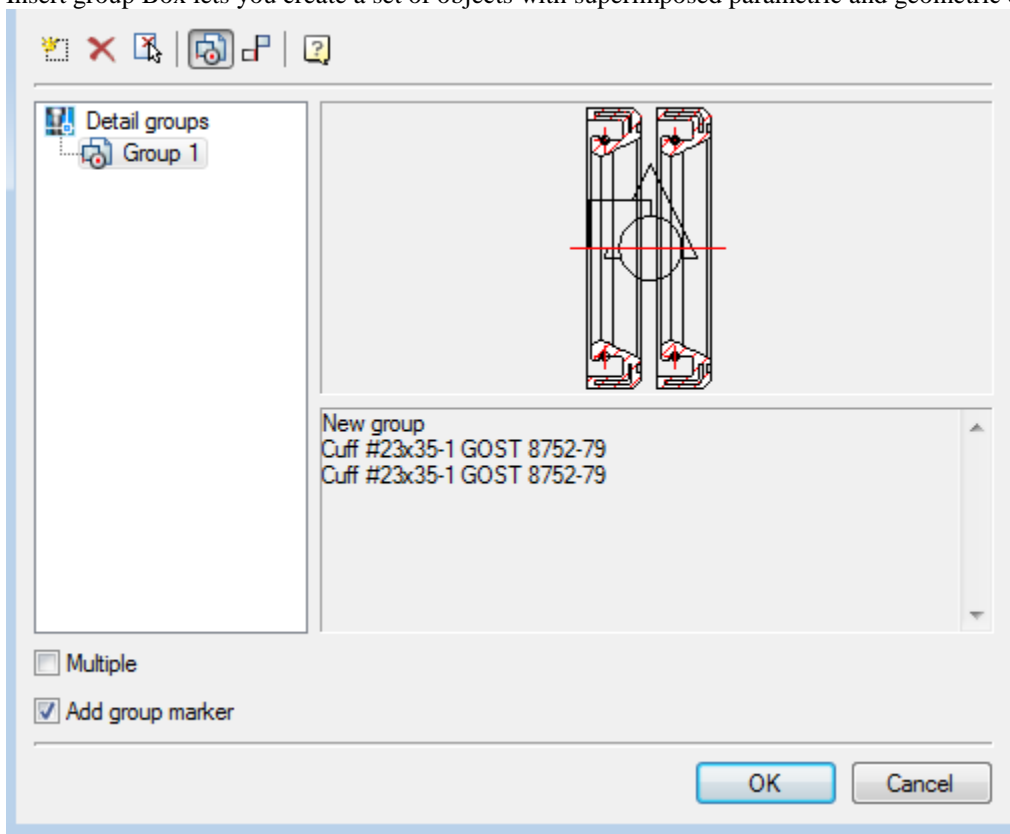 Insert group Box lets you create a set of objects with superimposed parametric and geometric
Detail groups
Group 1
New group
Cuff #23x35-1 GOST 8752-79
Cuff #23x35-1 GOST 8752-79
Multiple
Add group marker
OK
Cancel